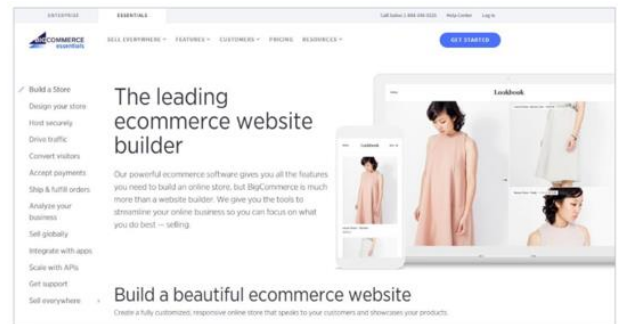 ENTERPRISE ESSENTIALS Call Sales Help Center Log In
BIGCOMMERCE
essentials
SELL EVERYWHERE FEATURES CUSTOMERS PRICING RESOURCES
GET STARTED
Build a Store
Design your store
Host securely
Drive traffic
Convert visitors
Accept payments
Ship & fulfill orders
Analyze your
business
Sell globally
Integrate with apps
Scale with APIs
Get support
Sell everywhere
The leading
ecommerce website
builder
Our powerful ecommerce software gives you all the features
you need to build an online store, but BigCommerce is much
more than a website builder. We give you the tools to
streamline your online business so you can focus on what
you do best — selling.
Lookbook
Lookbook
Build a beautiful ecommerce website
Create a fully customized, responsive online store that speaks to your customers and showcases your products.